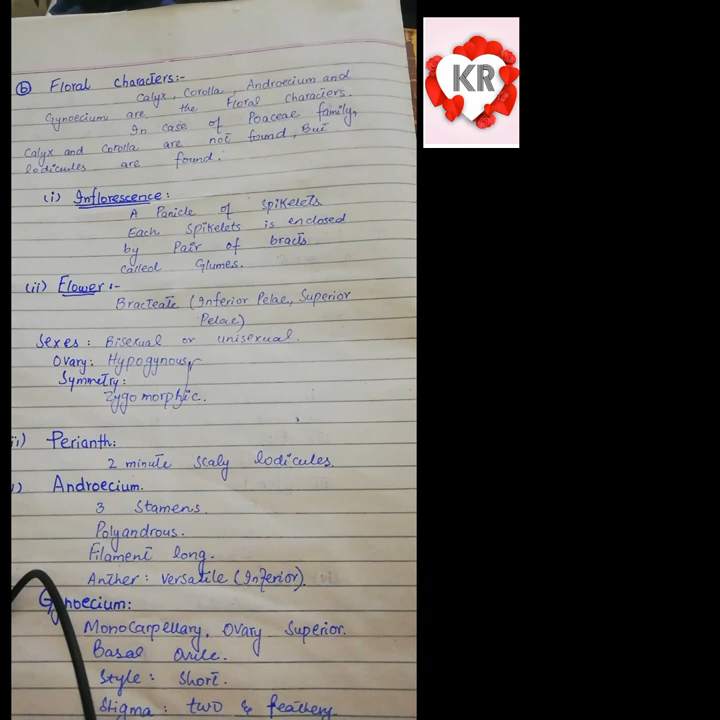 (b) Floral characters:-
Calyx, Corolla, Androecium and
Gynoecium are the Floral characters.
In case of Poaceae family,
Calyx and Corolla are not found, But
lodicules are found.
(i) Inflorescence:
A Panicle of Spikelets
Each Spikelets is enclosed
by Pair of bracts
called Glumes.
(ii) Flower :-
Bracteate (Inferior Pelae, Superior
Pelae)
Sexes: Bisexual or unisexual.
Ovary: Hypogynous
Symmetry:
Zygomorphic.
ii) Perianth:
2 minute scaly lodicules.
) Androecium.
3 Stamens.
Polyandrous.
Filament long.
Anther: versatile (Inferior)
Gynoecium:
Monocarpellary, Ovary Superior.
Basal Ovule.
Style: Short.
Stigma: two & feathery
KR